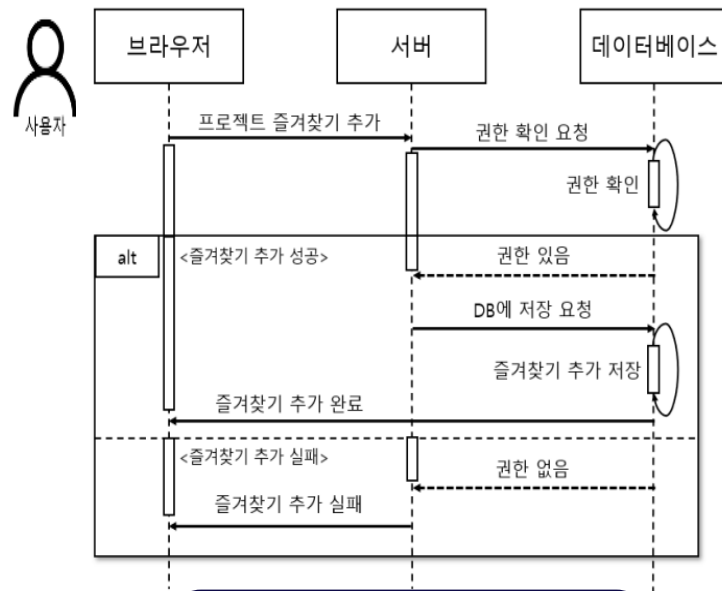 브라우저
서버
데이터베이스
사용자
프로젝트 즐겨찾기 추가
권한 확인 요청
권한 확인
alt
<즐겨찾기 추가 성공>
권한 있음
DB에 저장 요청
즐겨찾기 추가 저장
즐겨찾기 추가 완료
<즐겨찾기 추가 실패>
권한 없음
즐겨찾기 추가 실패